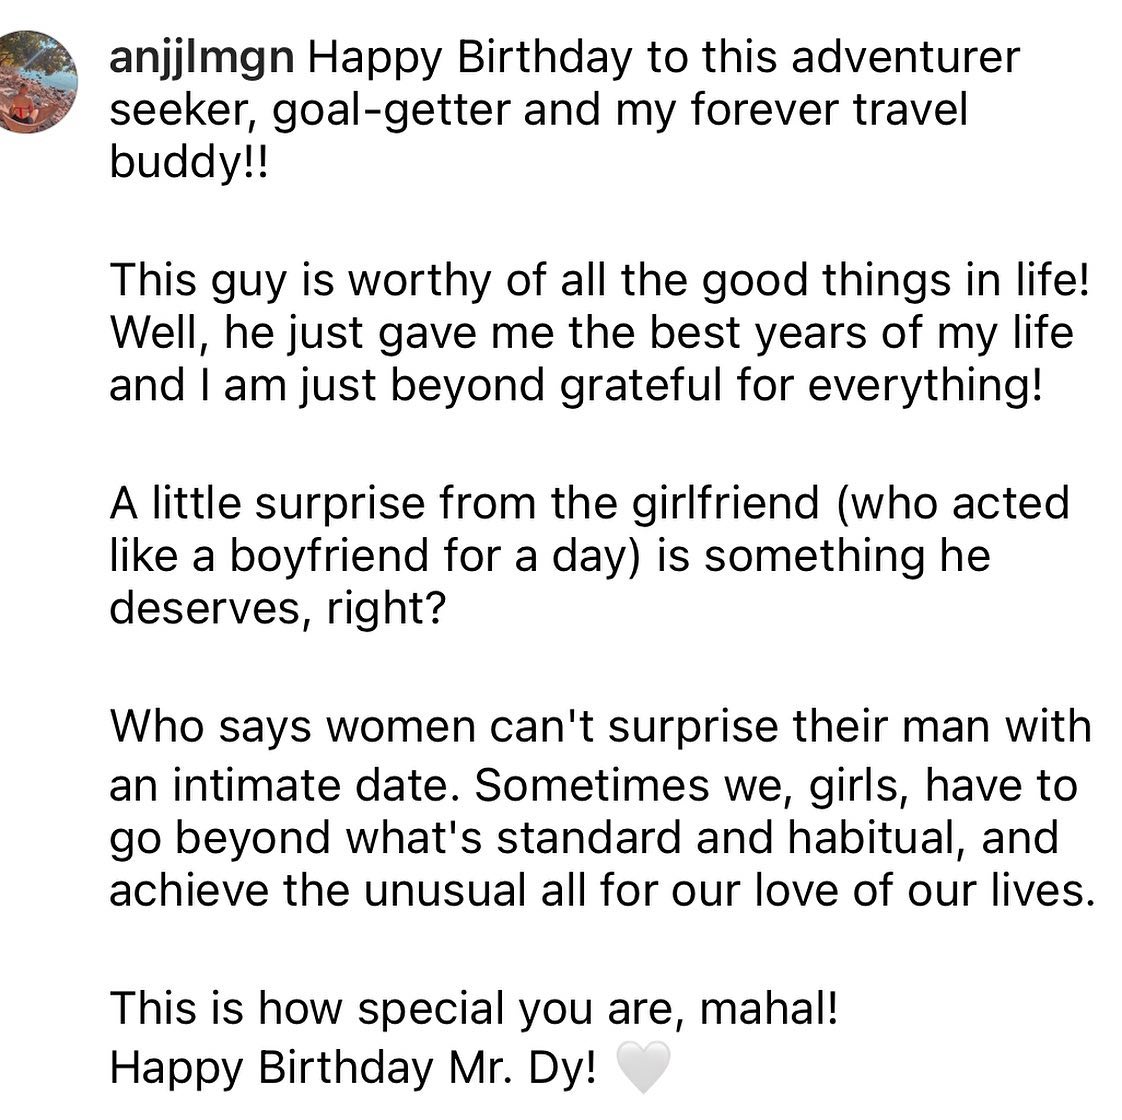 anjjlmgn Happy Birthday to this adventurer
seeker, goal-getter and my forever travel
buddy!!
This guy is worthy of all the good things in life!
Well, he just gave me the best years of my life
and I am just beyond grateful for everything!
A little surprise from the girlfriend (who acted
like a boyfriend for a day) is something he
deserves, right?
Who says women can't surprise their man with
an intimate date. Sometimes we, girls, have to
go beyond what's standard and habitual, and
achieve the unusual all for our love of our lives.
This is how special you are, mahal!
Happy Birthday Mr. Dy! 🤍